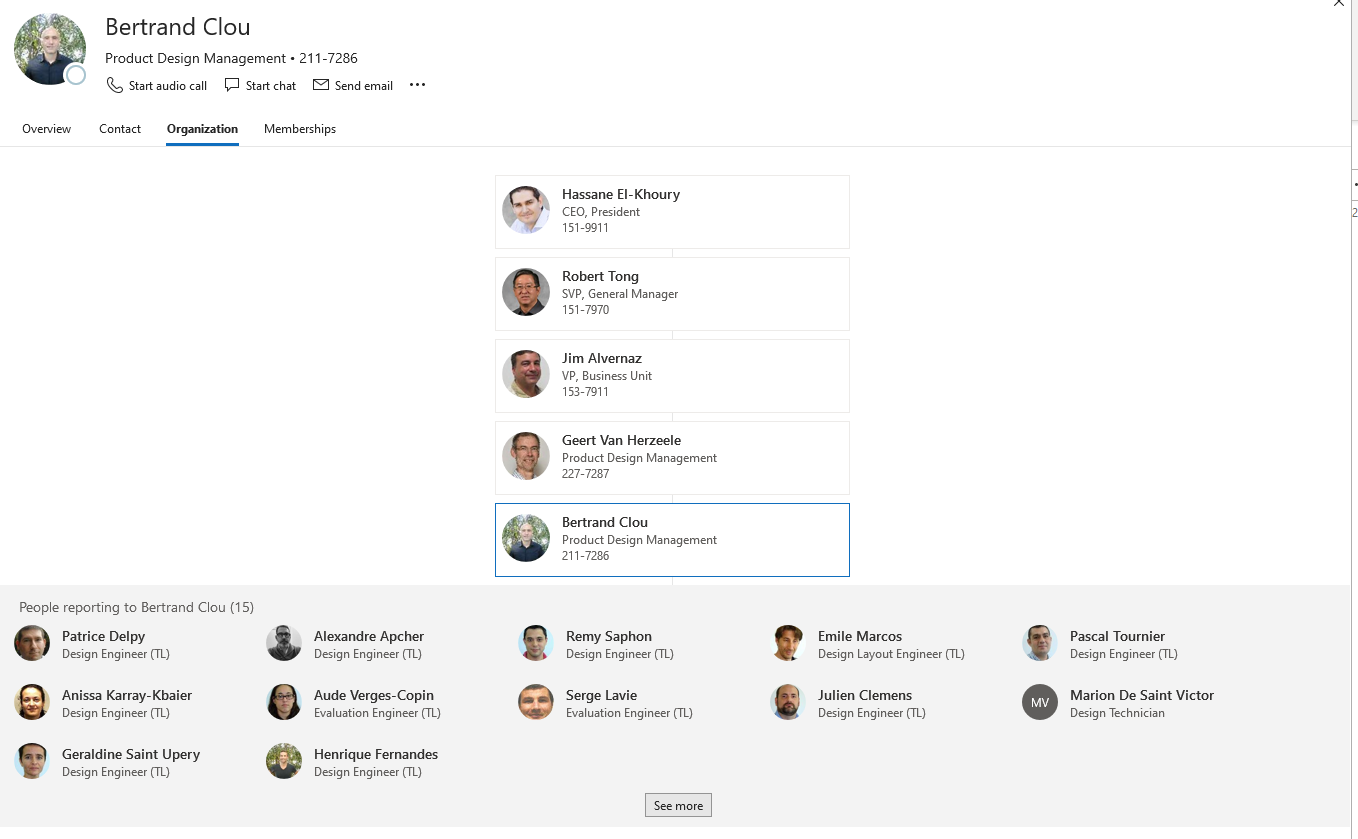 Bertrand Clou
Product Design Management • 211-7286
Start audio call Start chat Send email •••
Overview Contact Organization Memberships
Hassane El-Khoury
CEO, President
151-9911
Robert Tong
SVP, General Manager
151-7970
Jim Alvernaz
VP, Business Unit
153-7911
Geert Van Herzeele
Product Design Management
227-7287
Bertrand Clou
Product Design Management
211-7286
People reporting to Bertrand Clou (15)
Patrice Delpy
Design Engineer (TL)
Alexandre Apcher
Design Engineer (TL)
Remy Saphon
Design Engineer (TL)
Emile Marcos
Design Layout Engineer (TL)
Pascal Tournier
Design Engineer (TL)
Anissa Karray-Kbaier
Design Engineer (TL)
Aude Verges-Copin
Evaluation Engineer (TL)
Serge Lavie
Evaluation Engineer (TL)
Julien Clemens
Design Engineer (TL)
MV
Marion De Saint Victor
Design Technician
Geraldine Saint Upery
Design Engineer (TL)
Henrique Fernandes
Design Engineer (TL)
See more
2